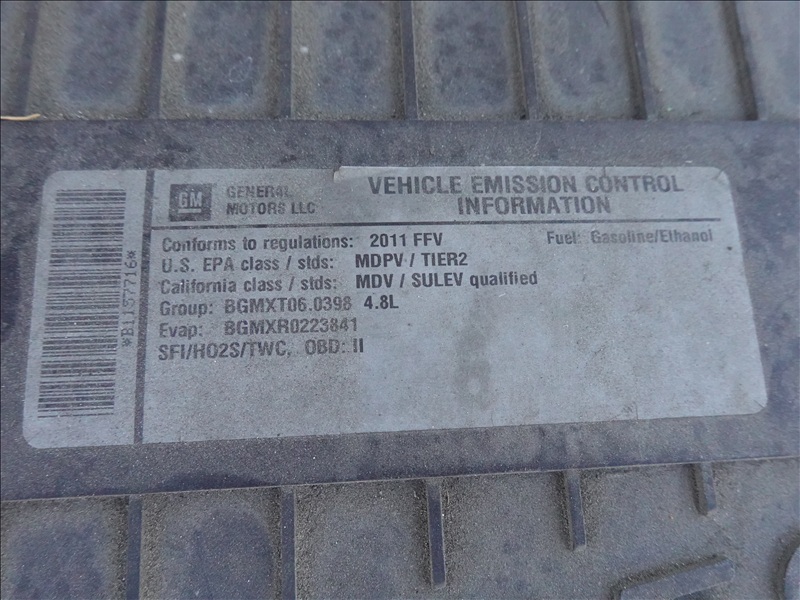 GM
GENERAL
MOTORS LLC
VEHICLE EMISSION CONTROL
INFORMATION
Conforms to regulations: 2011 FFV
Fuel: Gasoline/Ethanol
U.S. EPA class / stds: MDPV / TIER2
California class / stds: MDV / SULEV qualified
Group: BGMXT06.0398 4.8L
Evap: BGMXR0223841
SFI/HO2S/TWC, OBD: II
*B1157716*